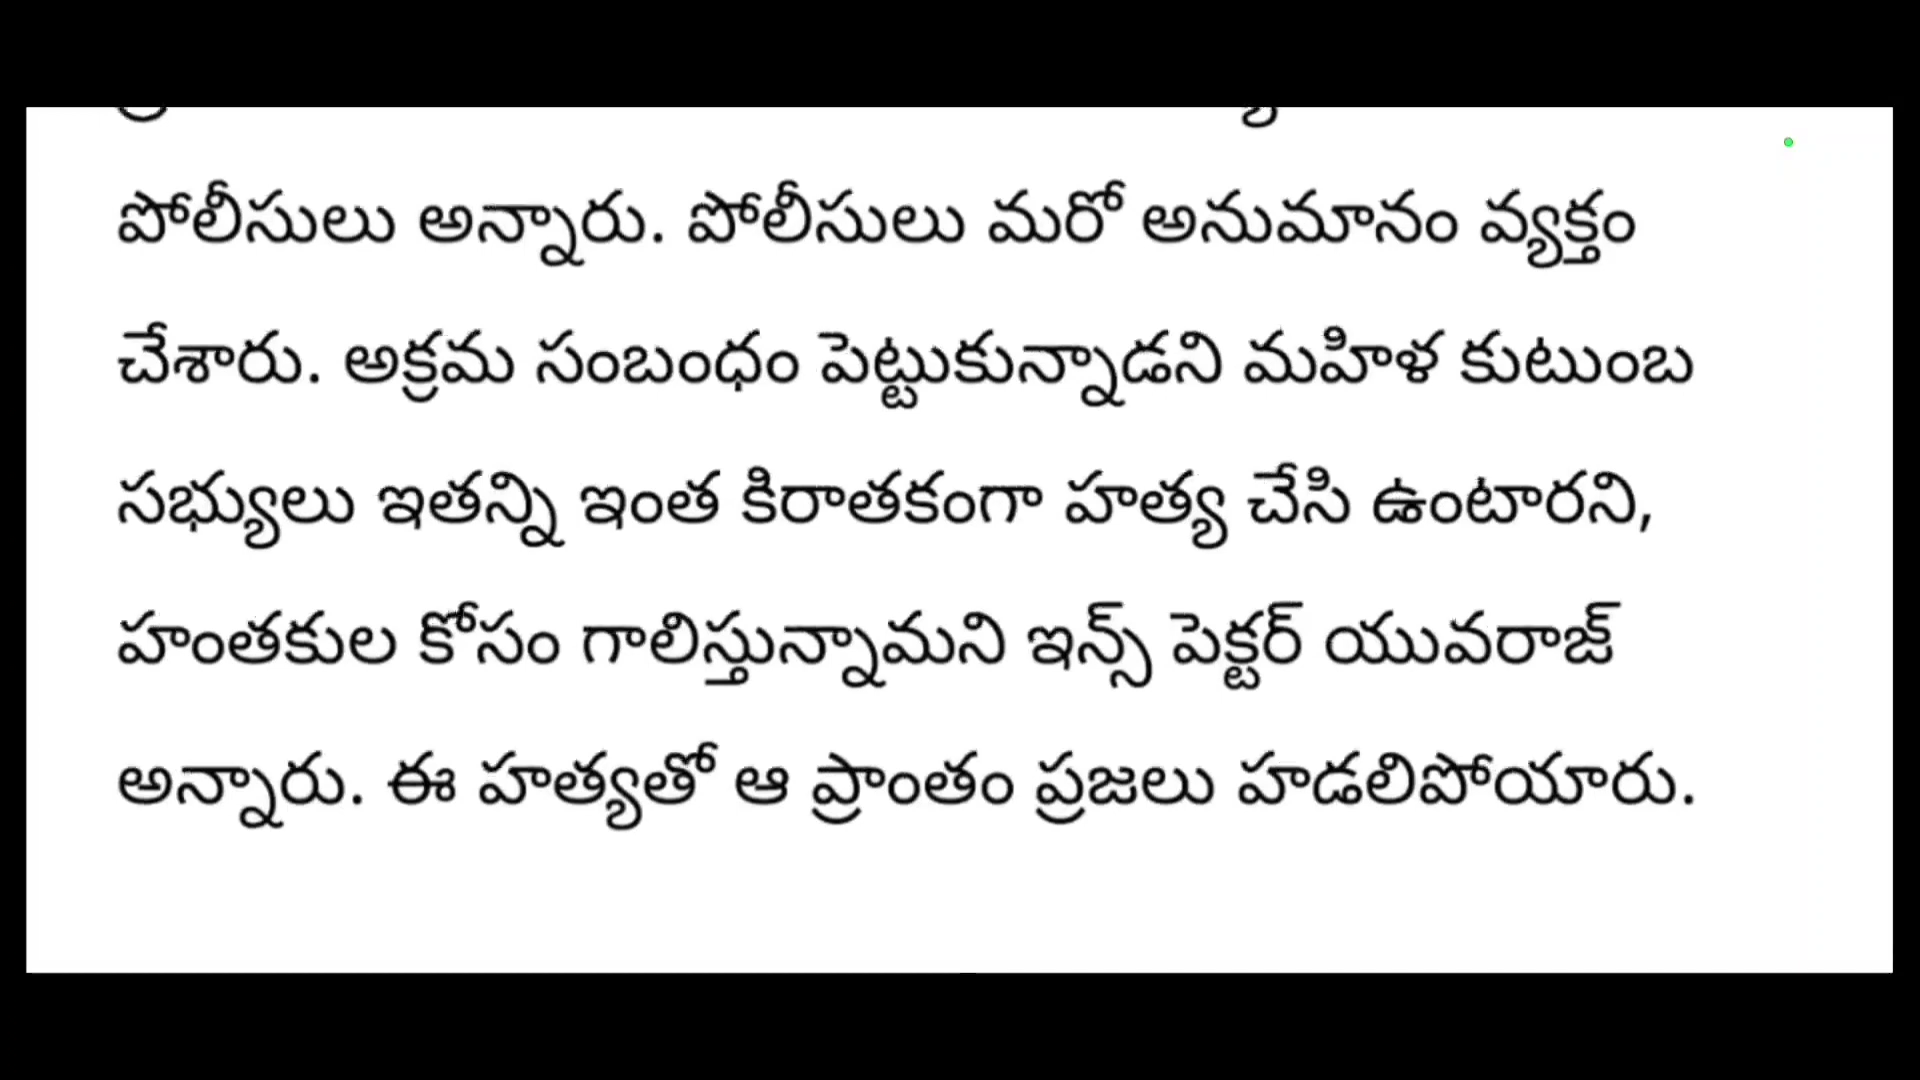 పోలీసులు అన్నారు. పోలీసులు మరో అనుమానం వ్యక్తం
చేశారు. అక్రమ సంబంధం పెట్టుకున్నాడని మహిళ కుటుంబ
సభ్యులు ఇతన్ని ఇంత కిరాతకంగా హత్య చేసి ఉంటారని,
హంతకుల కోసం గాలిస్తున్నామని ఇన్స్ పెక్టర్ యువరాజ్
అన్నారు. ఈ హత్యతో ఆ ప్రాంతం ప్రజలు హడలిపోయారు.